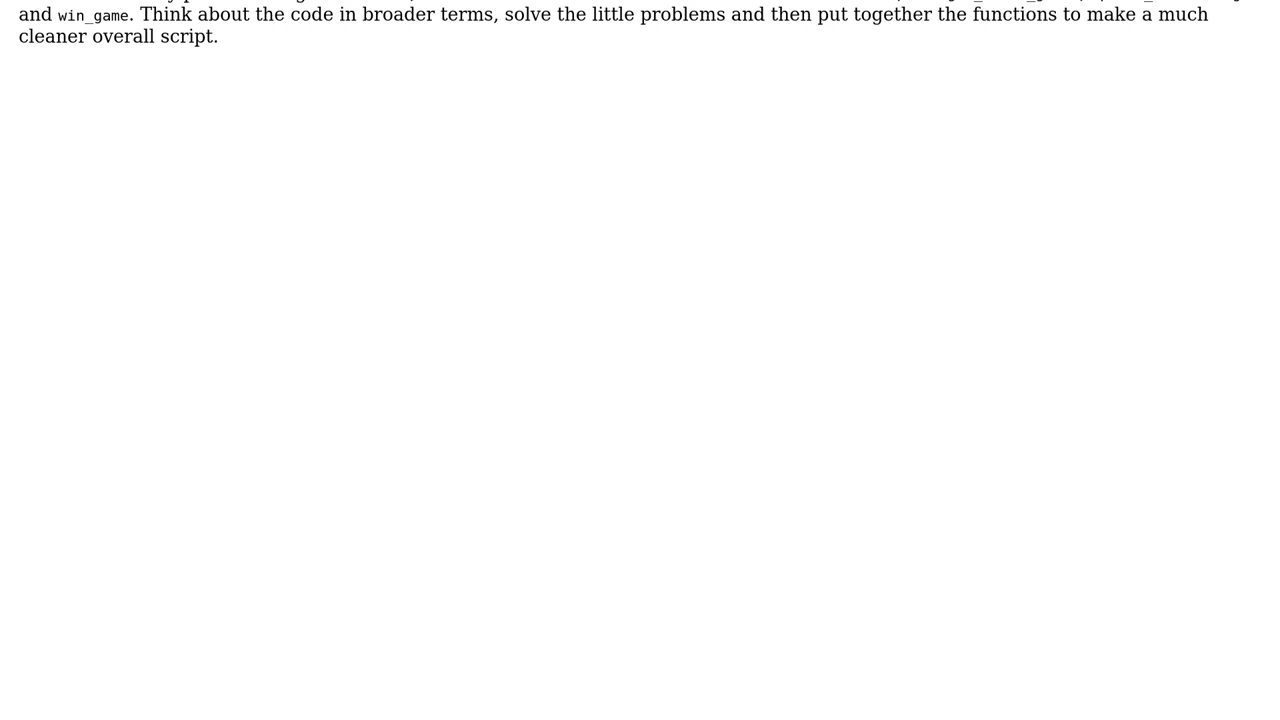 and win_game. Think about the code in broader terms, solve the little problems and then put together the functions to make a much
cleaner overall script.